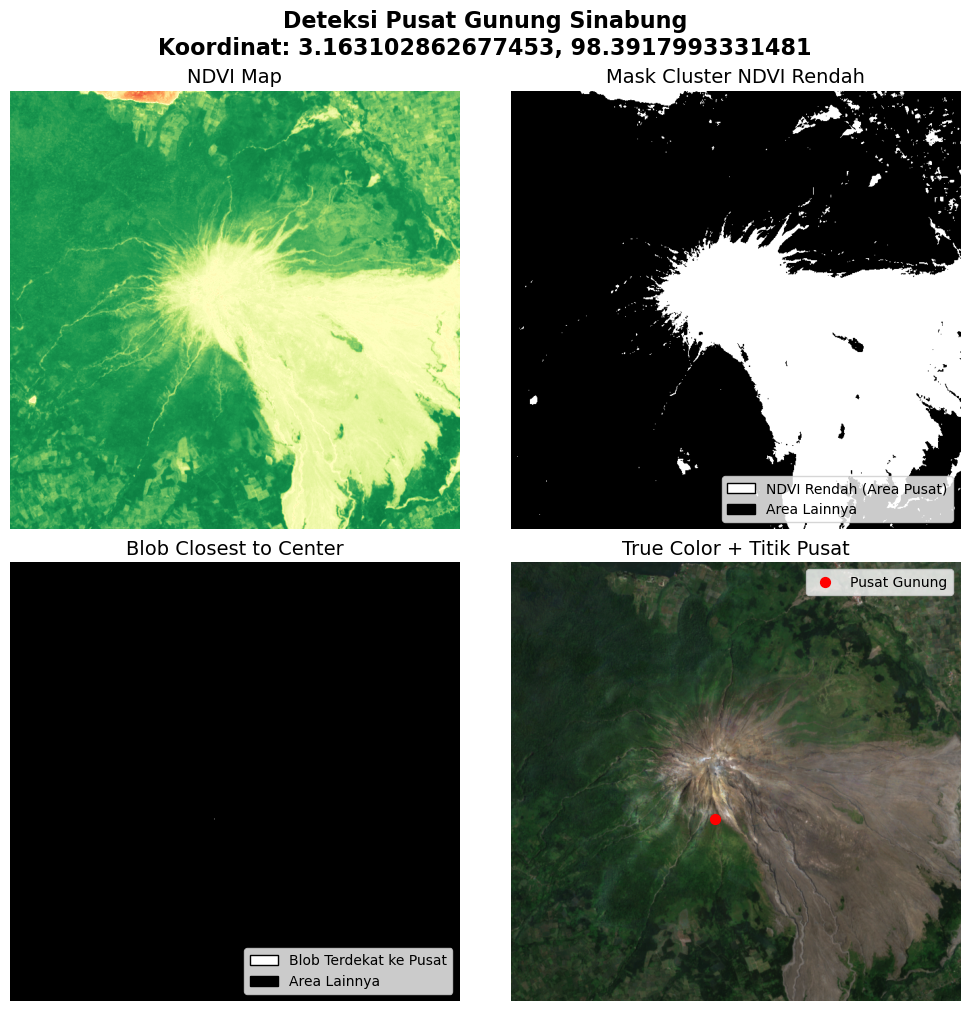 Deteksi Pusat Gunung Sinabung
Koordinat: 3.163102862677453, 98.3917993331481
NDVI Map
Mask Cluster NDVI Rendah
NDVI Rendah (Area Pusat)
Area Lainnya
Blob Closest to Center
True Color + Titik Pusat
Pusat Gunung
Blob Terdekat ke Pusat
Area Lainnya